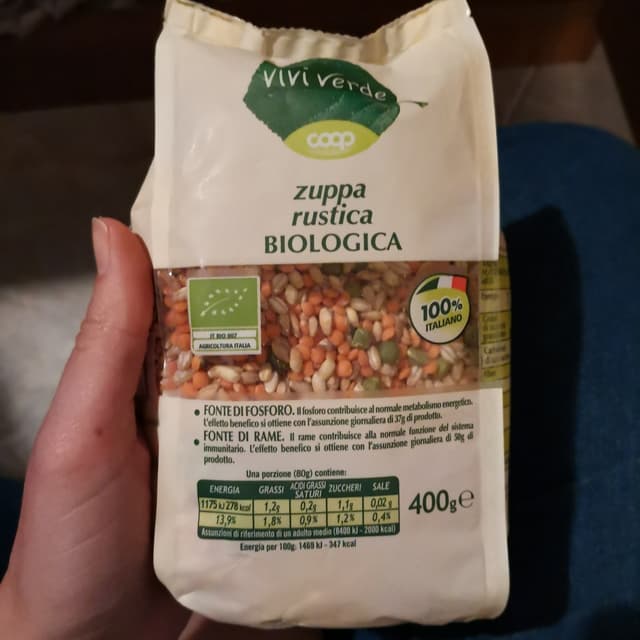 vivi verde
coop
zuppa
rustica
BIOLOGICA
IT BIO 007
AGRICOLTURA ITALIA
100%
ITALIANO
• FONTE DI FOSFORO. Il fosforo contribuisce al normale metabolismo energetico.
L'effetto benefico si ottiene con l'assunzione giornaliera di 37g di prodotto.
• FONTE DI RAME. Il rame contribuisce alla normale funzione del sistema
immunitario. L'effetto benefico si ottiene con l'assunzione giornaliera di 50g di
prodotto.
Una porzione (80g) contiene:
ENERGIA GRASSI ACIDI GRASSI SATURI ZUCCHERI SALE
1175 kJ 278 kcal 1,2g 0,2g 1,1g 0,02 g
13,9% 1,8% 0,9% 1,2% 0,4%
Assunzioni di riferimento di un adulto medio (8400 kJ - 2000 kcal)
Energia per 100g: 1468 kJ - 347 kcal
400g e